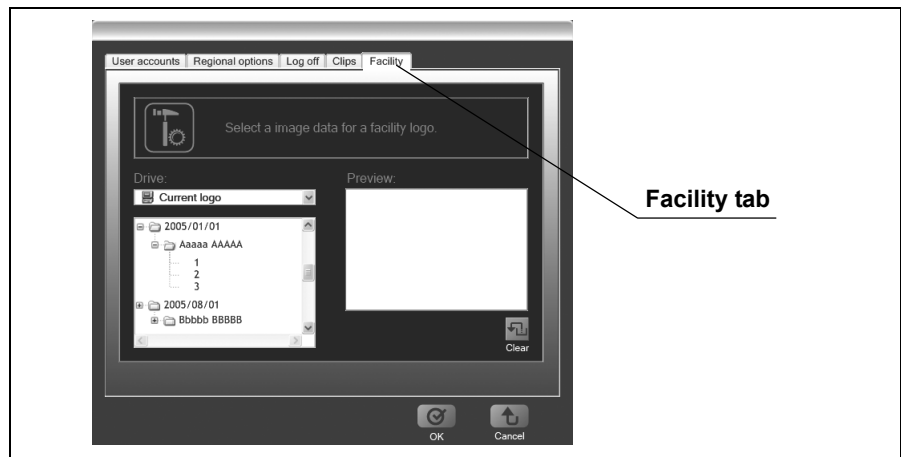 User accounts Regional options Log off Clips Facility
Select a image data for a facility logo.
Drive:
Preview:
Current logo
2005/01/01
Aaaaa AAAAA
1
2
3
2005/08/01
Bbbbb BBBBB
Clear
OK
Cancel
Facility tab